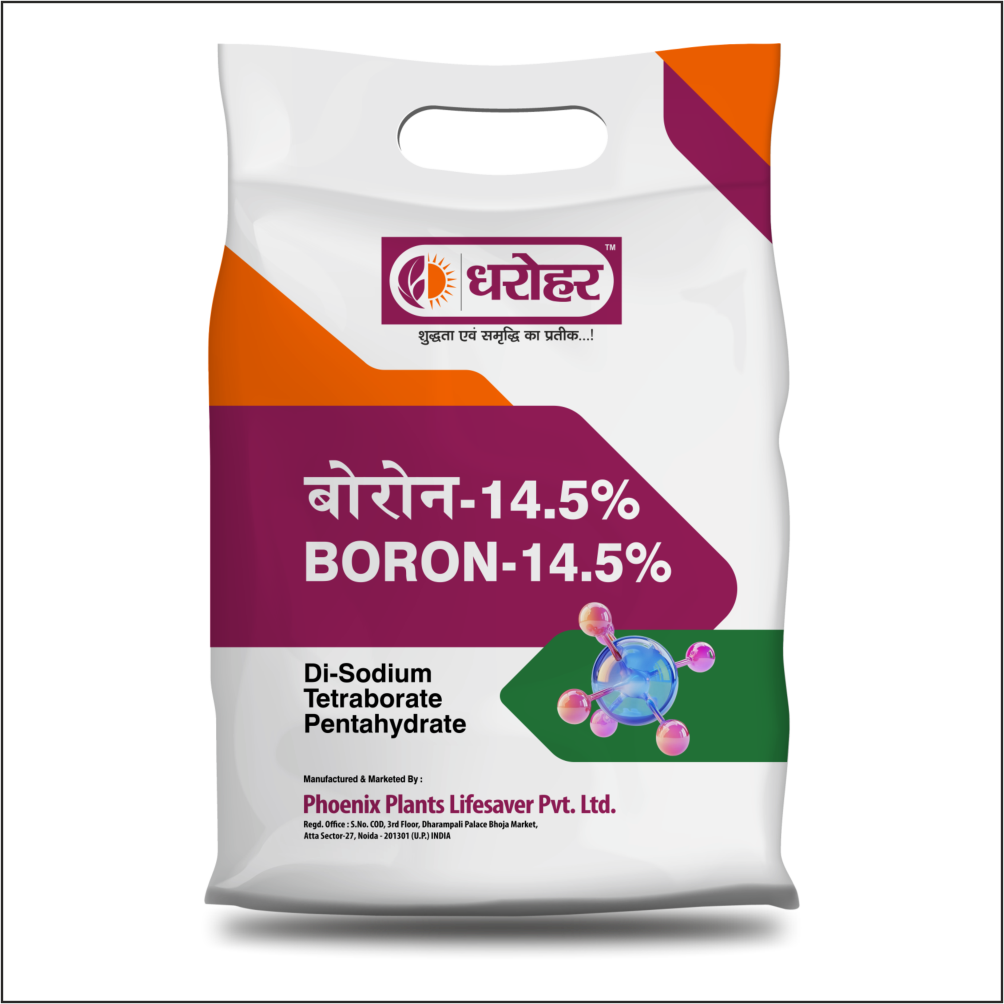 धरोहर TM
शुद्धता एवं समृद्धि का प्रतीक...!
बोरोन-14.5%
BORON-14.5%
Di-Sodium
Tetraborate
Pentahydrate
Manufactured & Marketed By :
Phoenix Plants Lifesaver Pvt. Ltd.
Regd. Office : S.No. COD, 3rd Floor, Dharampali Palace Bhoja Market,
Atta Sector-27, Noida - 201301 (U.P.) INDIA